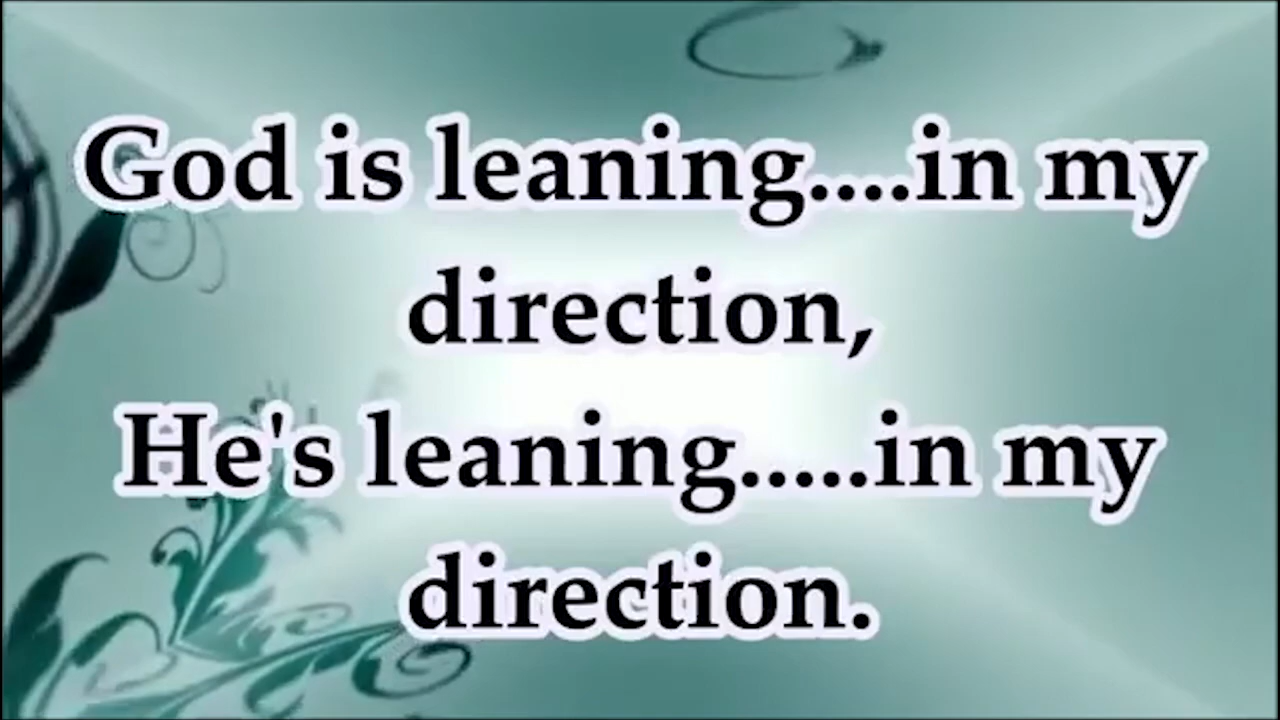 God is leaning....in my
direction,
He's leaning.....in my
direction.